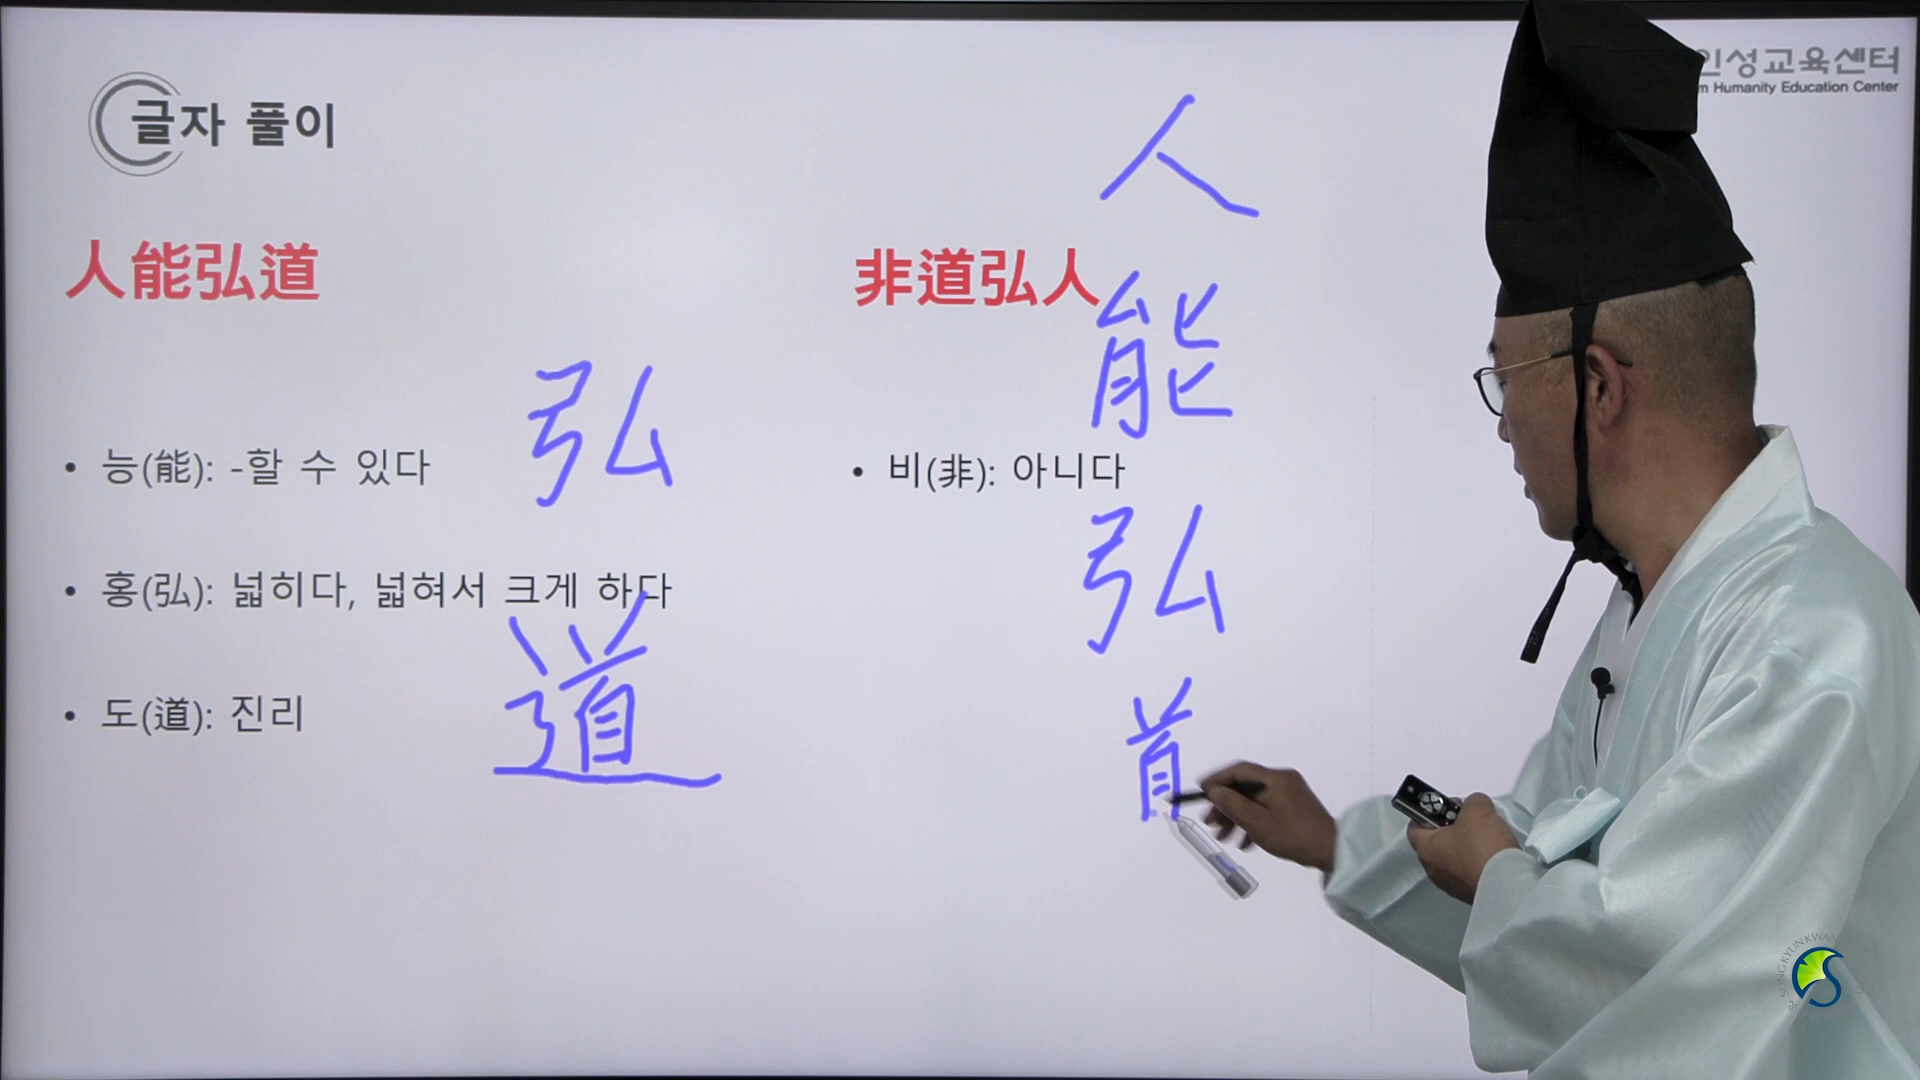 글자 풀이
인성교육센터
m Humanity Education Center
人能弘道
非道弘人
• 능(能): -할 수 있다
• 홍(弘): 넓히다, 넓혀서 크게 하다
• 도(道): 진리
• 비(非): 아니다
弘
道
人
能
弘
首
SUNGKYUNKWAN